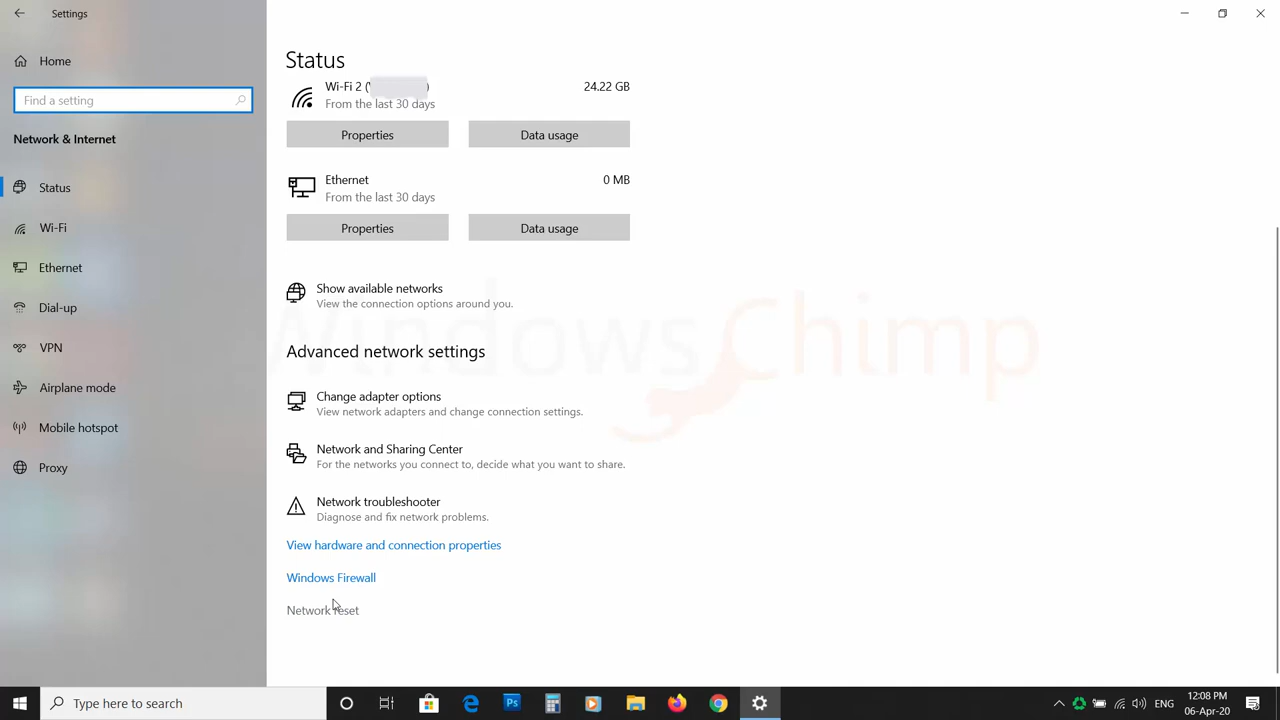 Settings
Home
Find a setting
Network & Internet
Status
Wi-Fi
Ethernet
Dial-up
VPN
Airplane mode
Mobile hotspot
Proxy
Status
Wi-Fi 2 ( ) 24.22 GB
From the last 30 days
Properties Data usage
Ethernet 0 MB
From the last 30 days
Properties Data usage
Show available networks
View the connection options around you.
Advanced network settings
Change adapter options
View network adapters and change connection settings.
Network and Sharing Center
For the networks you connect to, decide what you want to share.
Network troubleshooter
Diagnose and fix network problems.
View hardware and connection properties
Windows Firewall
Network reset
Windows Chimp
Type here to search
Ps
ENG
12:08 PM
06-Apr-20